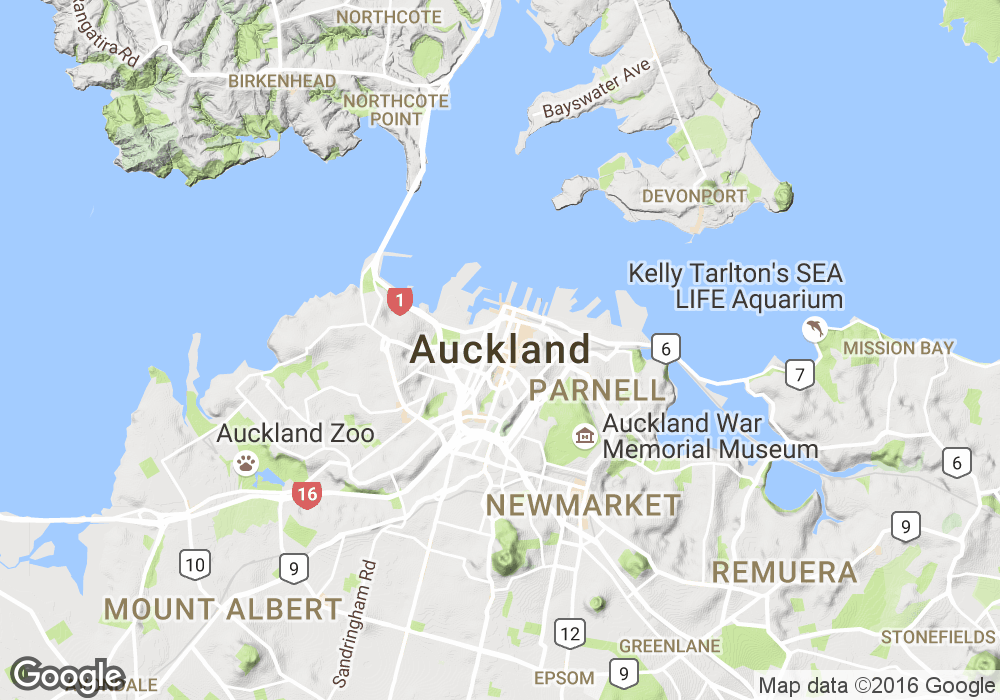 NORTHCOTE
Rangatira Rd
BIRKENHEAD
NORTHCOTE
POINT
Bayswater Ave
DEVONPORT
Kelly Tarlton's SEA
LIFE Aquarium
1
Auckland
6
MISSION BAY
7
PARNELL
Auckland War
Memorial Museum
Auckland Zoo
6
16
NEWMARKET
9
10
9
REMUERA
Sandringham Rd
MOUNT ALBERT
12
STONEFIELDS
GREENLANE
9
EPSOM
Google
Map data ©2016 Google